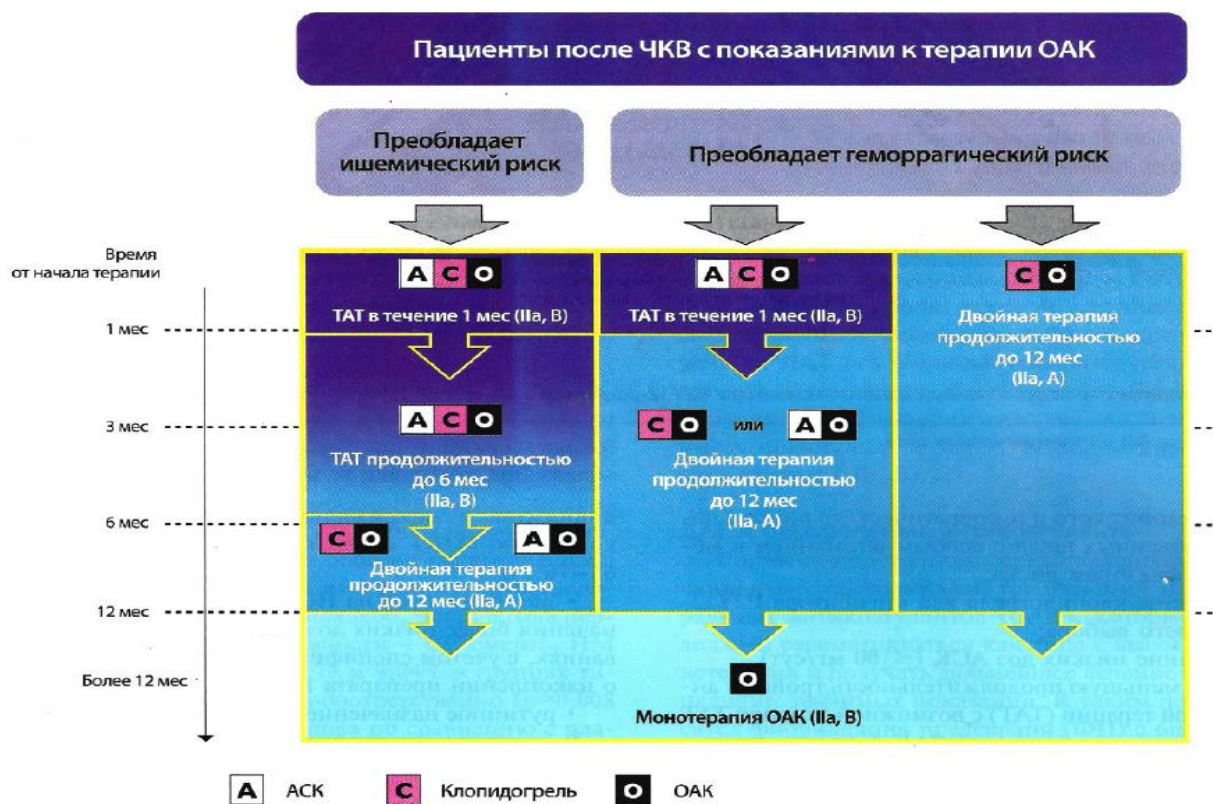 Пациенты после ЧКВ с показаниями к терапии ОАК
Преобладает
ишемический риск
Преобладает геморрагический риск
Время
от начала терапии
1 мес
3 мес
6 мес
12 мес
Более 12 мес
А С О
ТАТ в течение 1 мес (IIa, B)
А С О
ТАТ продолжительностью
до 6 мес
(IIa, B)
С О
А О
Двойная терапия
продолжительностью
до 12 мес (IIa, A)
А С О
ТАТ в течение 1 мес (IIa, B)
С О или А О
Двойная терапия
продолжительностью
до 12 мес
(IIa, A)
С О
Двойная терапия
продолжительностью
до 12 мес
(IIa, A)
О
Монотерапия ОАК (IIa, B)
А АСК С Клопидогрель О ОАК